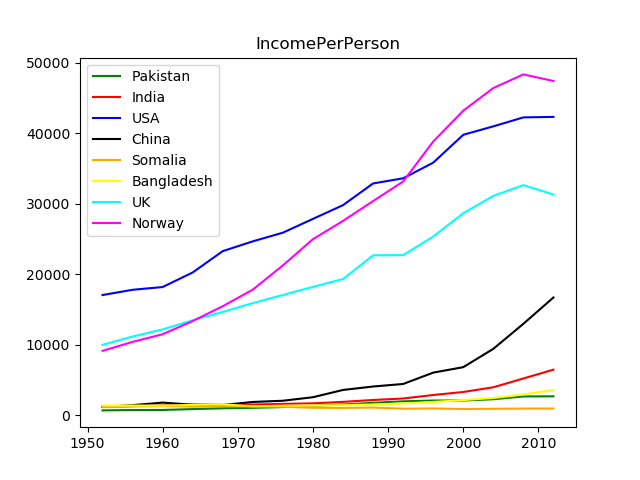 IncomePerPerson
50000
40000
30000
20000
10000
0
Pakistan
India
USA
China
Somalia
Bangladesh
UK
Norway
1950 1960 1970 1980 1990 2000 2010